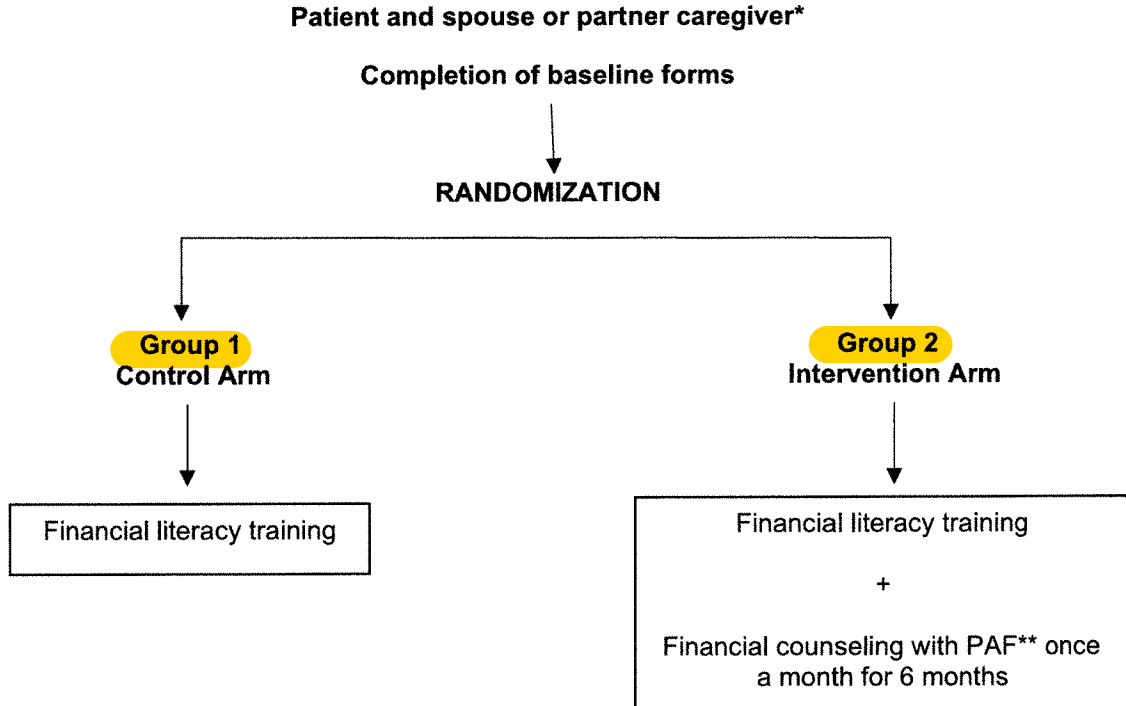 Patient and spouse or partner caregiver*
Completion of baseline forms
RANDOMIZATION
Group 1
Control Arm
Financial literacy training
Group 2
Intervention Arm
Financial literacy training
+
Financial counseling with PAF** once
a month for 6 months